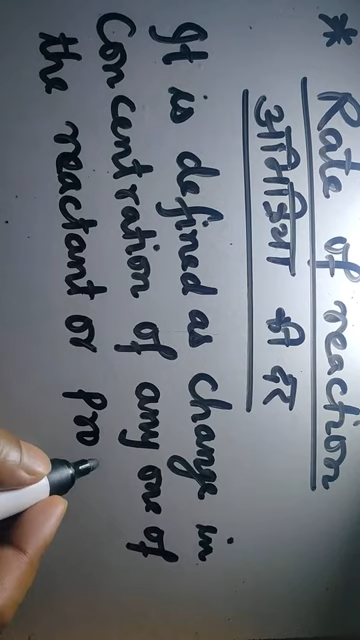 * Rate of reaction
अभिक्रिया की दर
It is defined as change in
Concentration of any one of
the reactant or pro